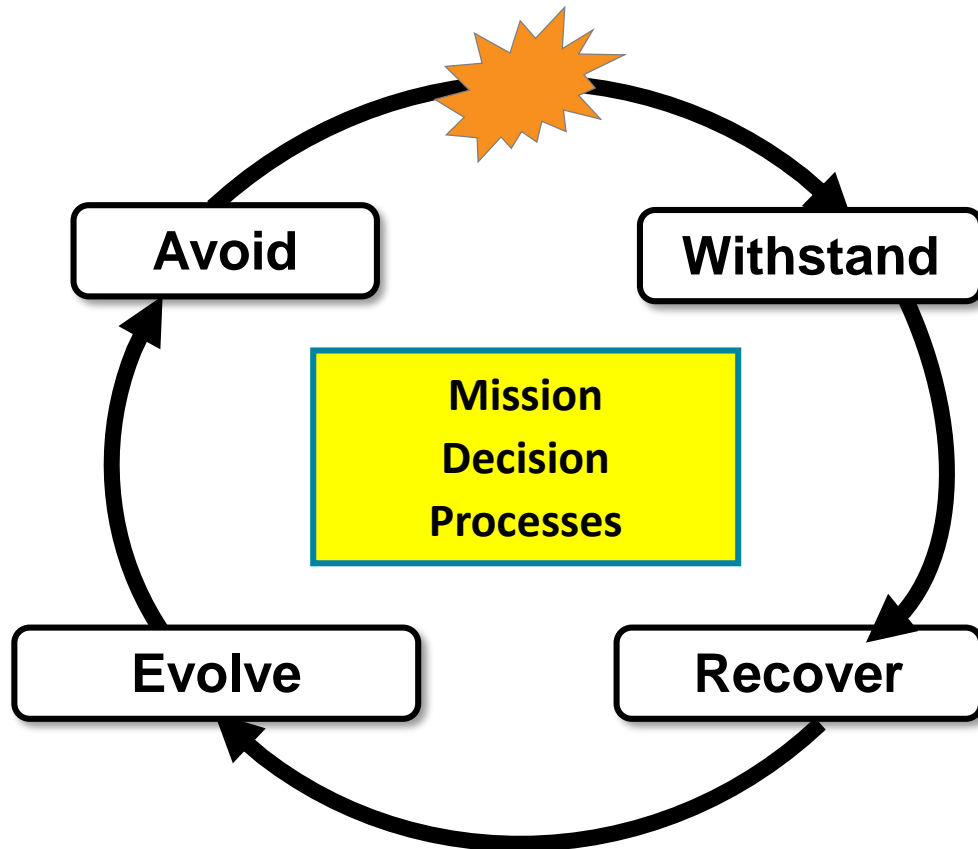 Avoid
Withstand
Mission
Decision
Processes
Evolve
Recover